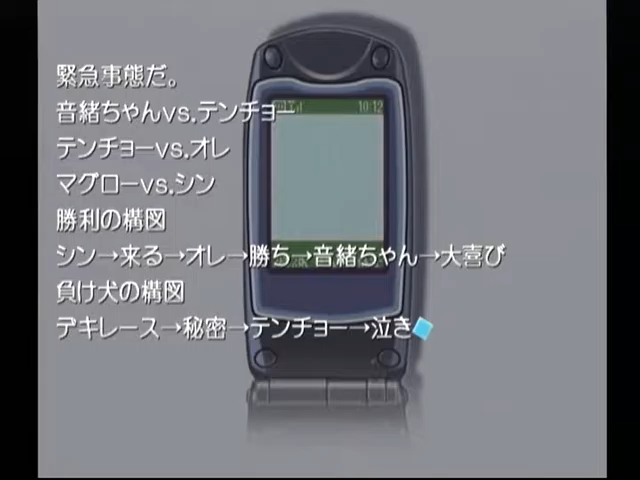 緊急事態だ。
音緒ちゃんvs.テンチョー
テンチョーvs.オレ
マグローvs.シン
勝利の構図
シン→来る→オレ→勝ち→音緒ちゃん→大喜び
負け犬の構図
デキレース→秘密→テンチョー→泣き
10:12